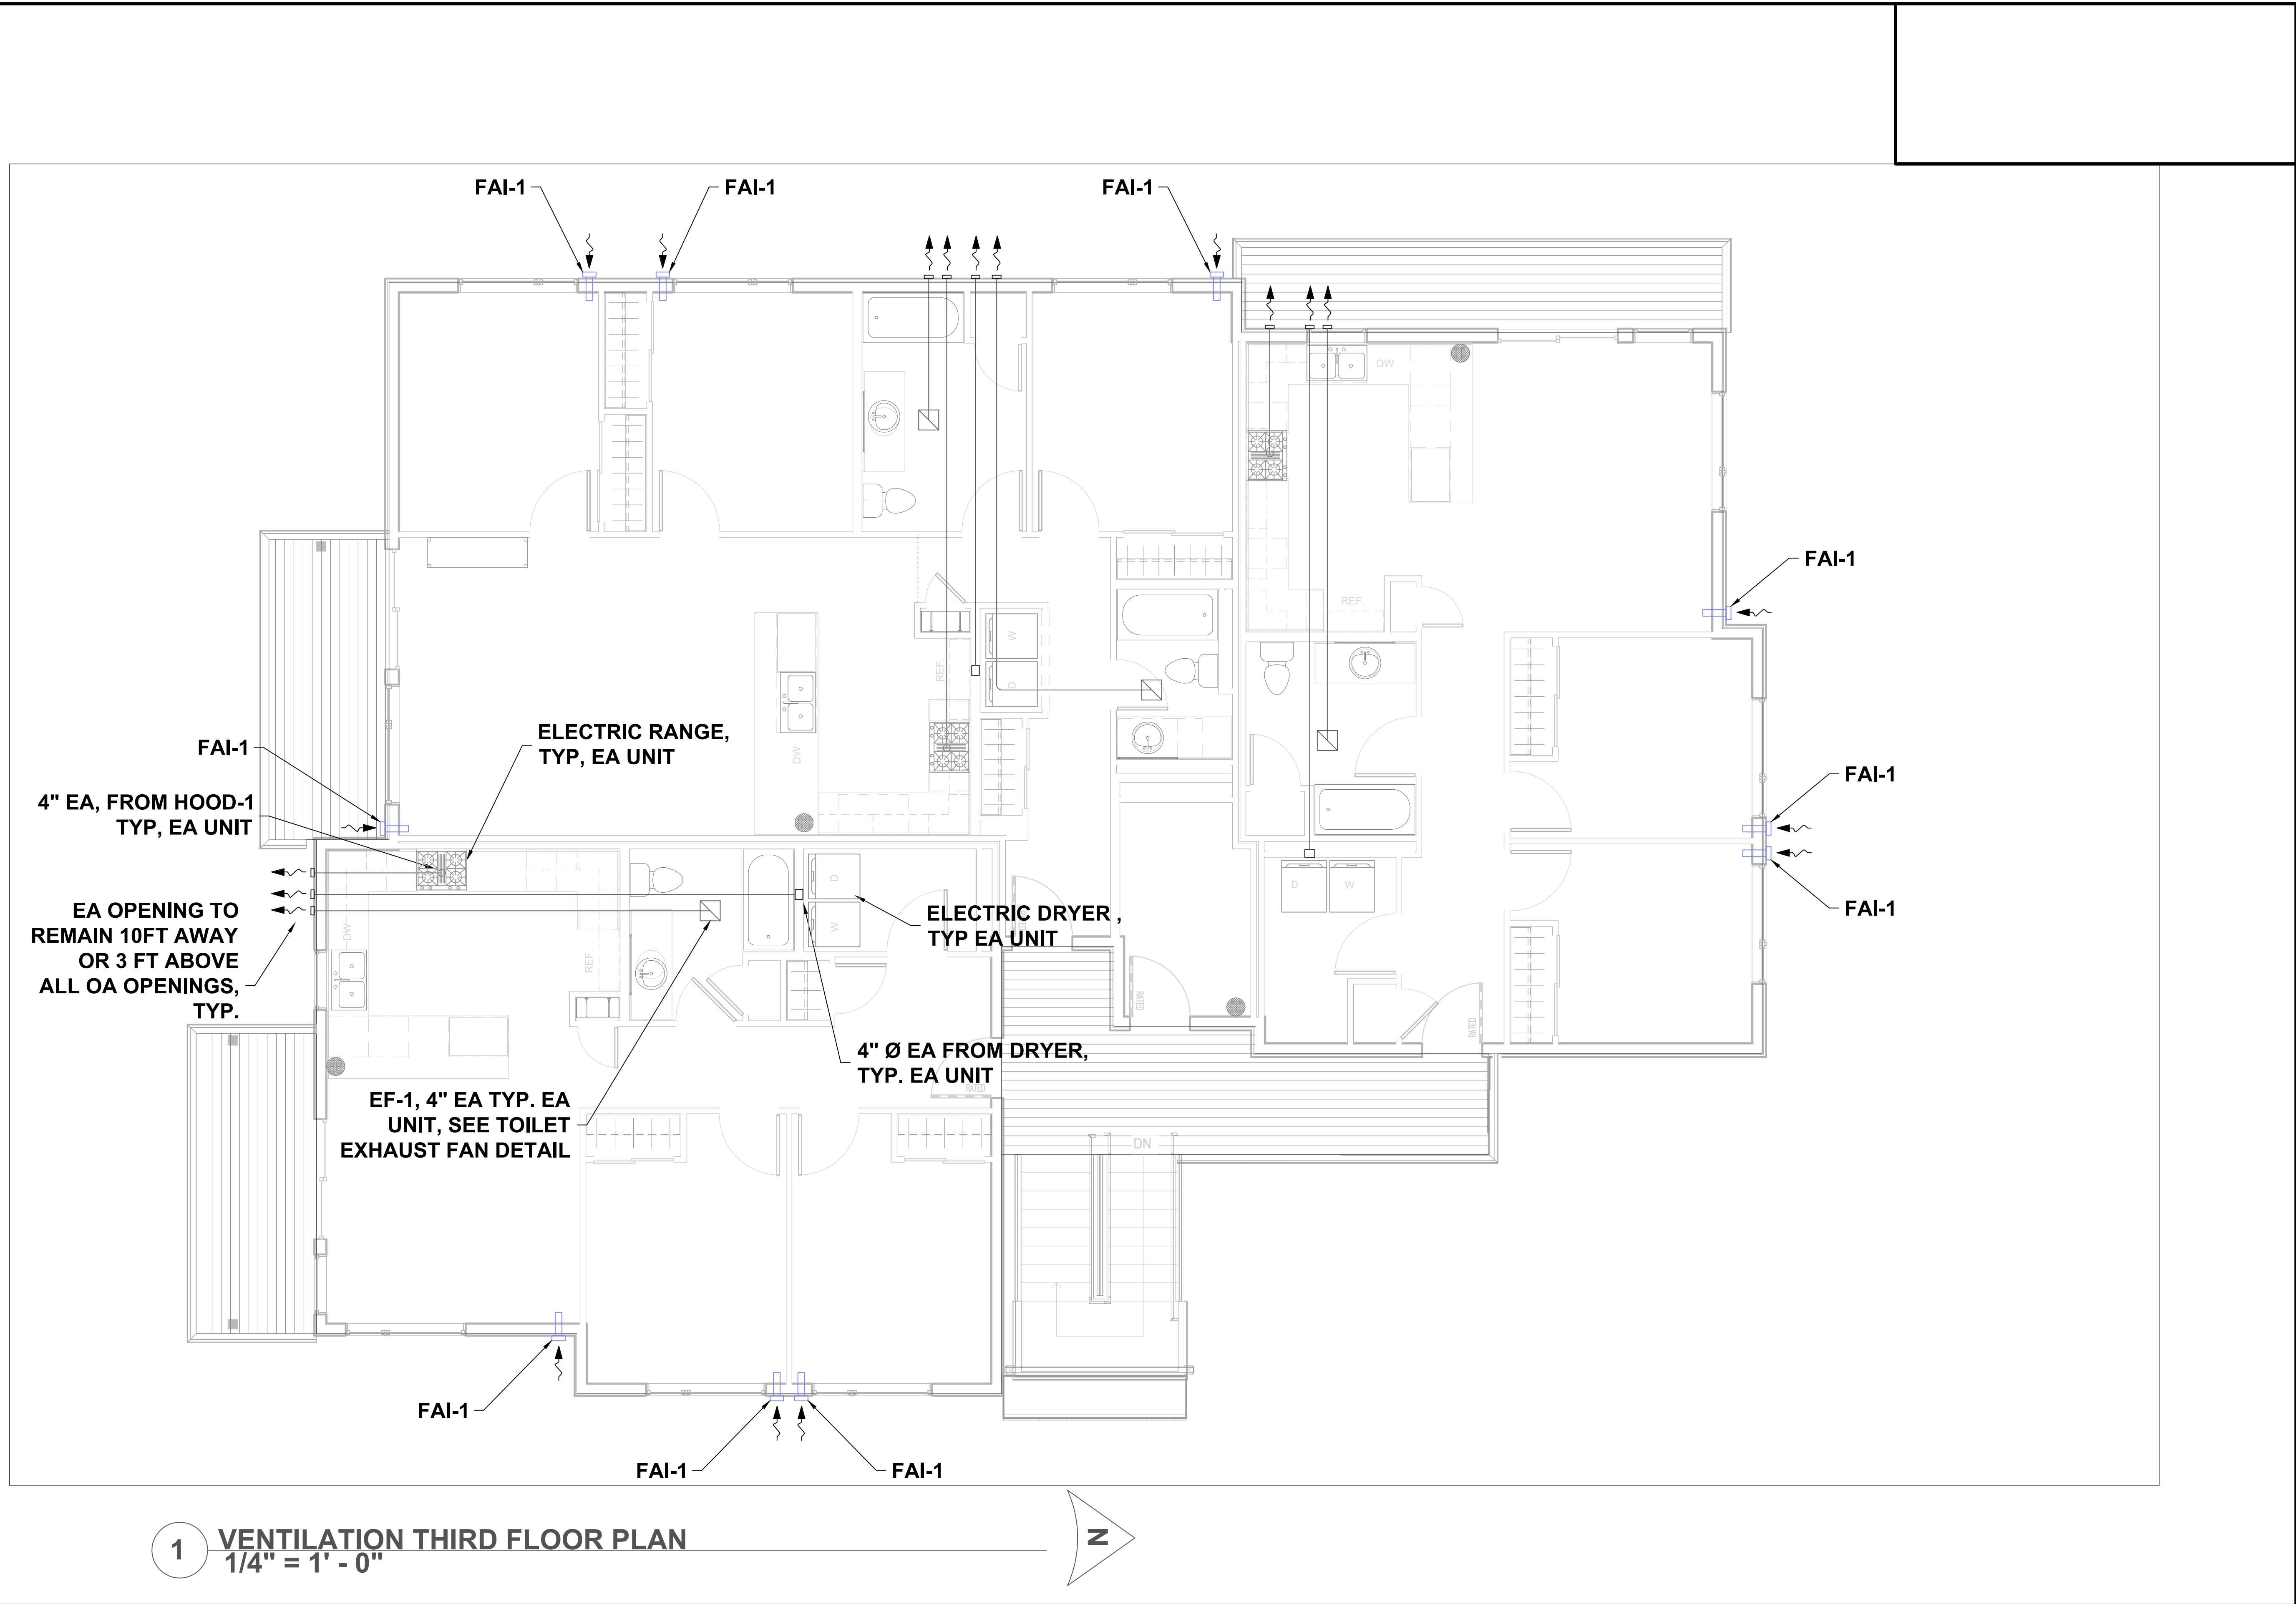 FAI-1
FAI-1
FAI-1
DW
FAI-1
REF.
W
REF.
D
ELECTRIC RANGE,
TYP, EA UNIT
FAI-1
DW
FAI-1
4" EA, FROM HOOD-1
TYP, EA UNIT
D
D
W
EA OPENING TO
REMAIN 10FT AWAY
OR 3 FT ABOVE
ALL OA OPENINGS,
TYP.
DW
W
ELECTRIC DRYER ,
TYP EA UNIT
FAI-1
REF.
RATED
RATED
4" Ø EA FROM DRYER,
TYP. EA UNIT
RATED
EF-1, 4" EA TYP. EA
UNIT, SEE TOILET
EXHAUST FAN DETAIL
DN
FAI-1
FAI-1
FAI-1
1
VENTILATION THIRD FLOOR PLAN
1/4" = 1' - 0"
N